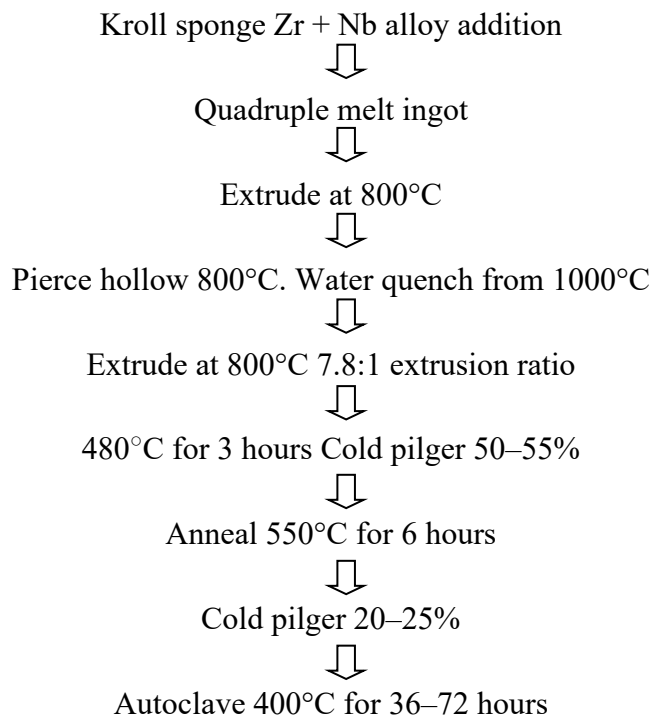 Kroll sponge Zr + Nb alloy addition
Quadruple melt ingot
Extrude at 800°C
Pierce hollow 800°C. Water quench from 1000°C
Extrude at 800°C 7.8:1 extrusion ratio
480°C for 3 hours Cold pilger 50–55%
Anneal 550°C for 6 hours
Cold pilger 20–25%
Autoclave 400°C for 36–72 hours